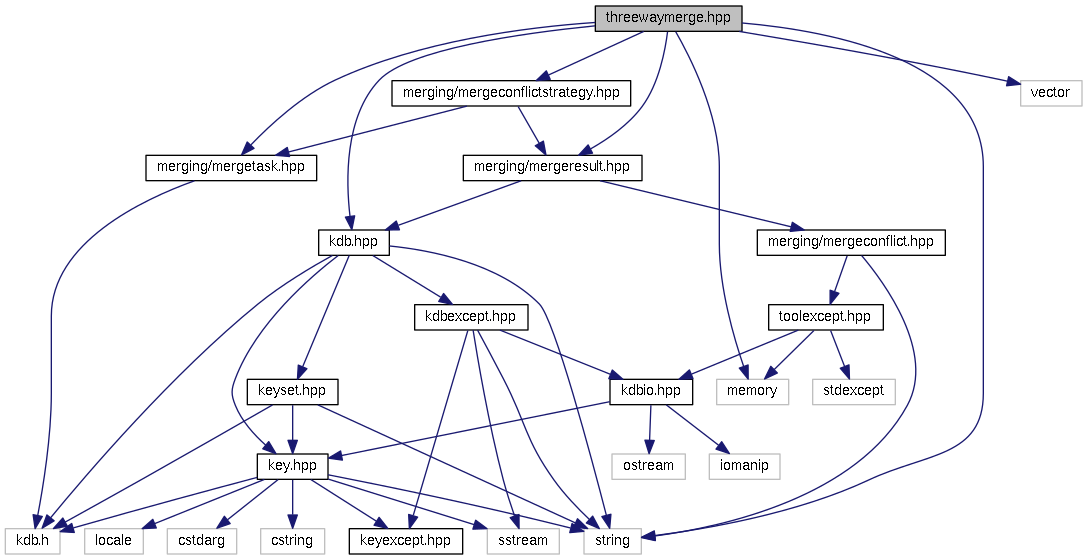 threewaymerge.hpp
merging/mergeconflictstrategy.hpp
vector
merging/mergetask.hpp
merging/mergeresult.hpp
kdb.hpp
merging/mergeconflict.hpp
kdbexcept.hpp
toolexcept.hpp
keyset.hpp
kdbio.hpp
memory
stdexcept
key.hpp
ostream
iomanip
kdb.h
locale
cstdarg
cstring
keyexcept.hpp
sstream
string